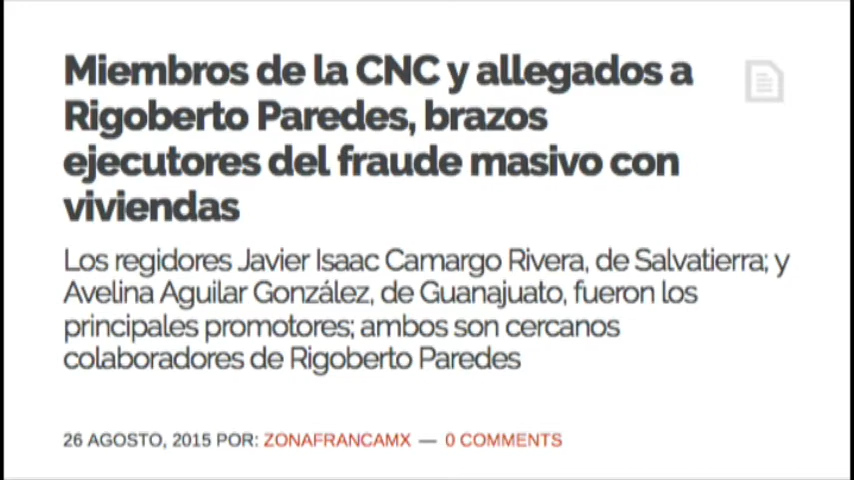 Miembros de la CNC y allegados a
Rigoberto Paredes, brazos
ejecutores del fraude masivo con
viviendas
Los regidores Javier Isaac Camargo Rivera, de Salvatierra; y
Avelina Aguilar González, de Guanajuato, fueron los
principales promotores; ambos son cercanos
colaboradores de Rigoberto Paredes
26 AGOSTO, 2015 POR: ZONAFRANCAMX — 0 COMMENTS